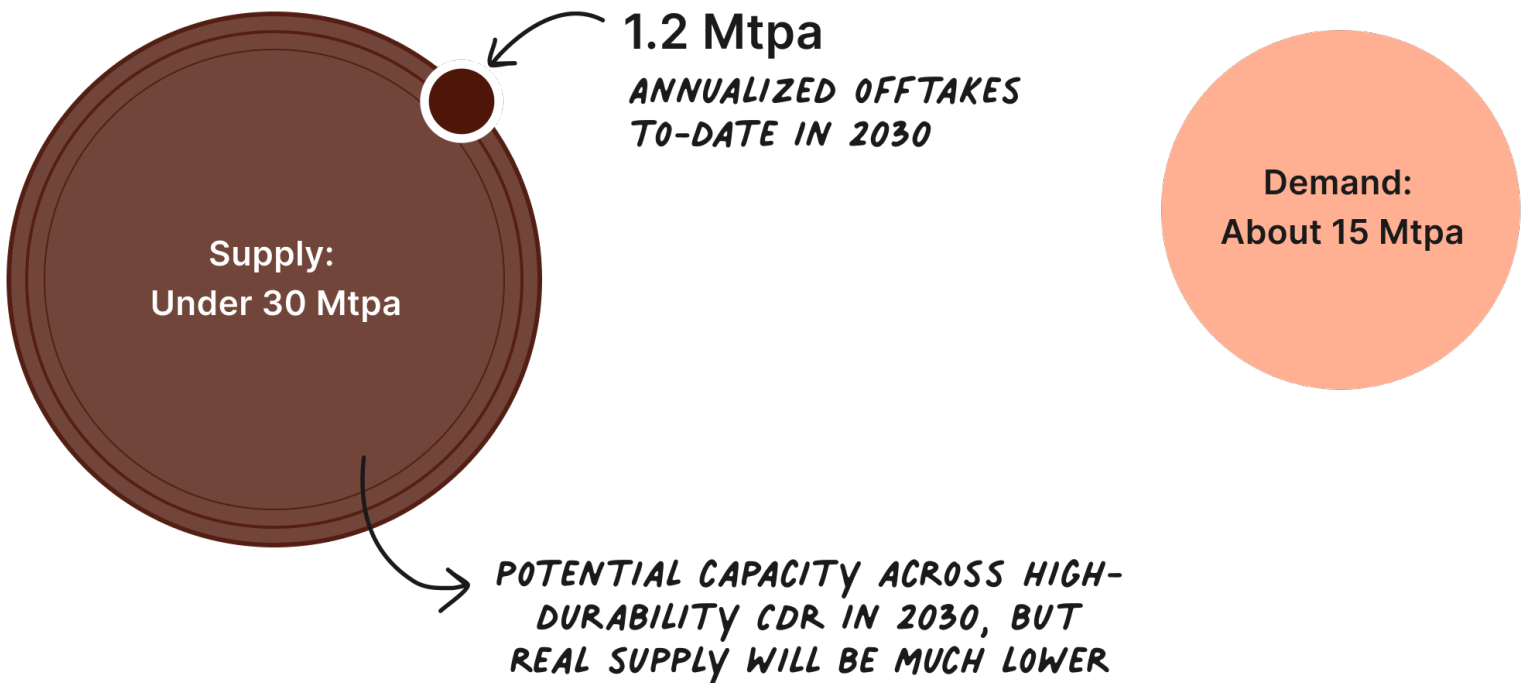 1.2 Mtpa
ANNUALIZED OFFTAKES
TO-DATE IN 2030
Supply:
Under 30 Mtpa
Demand:
About 15 Mtpa
POTENTIAL CAPACITY ACROSS HIGH-
DURABILITY CDR IN 2030, BUT
REAL SUPPLY WILL BE MUCH LOWER